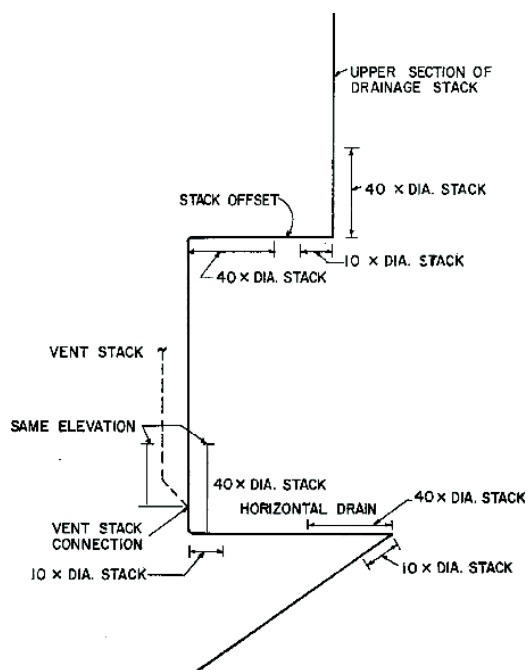 UPPER SECTION OF
DRAINAGE STACK
40 × DIA. STACK
STACK OFFSET
10 × DIA. STACK
40 × DIA. STACK
VENT STACK
SAME ELEVATION
40 × DIA. STACK
40 × DIA. STACK
HORIZONTAL DRAIN
VENT STACK
CONNECTION
10 × DIA. STACK
10 × DIA. STACK